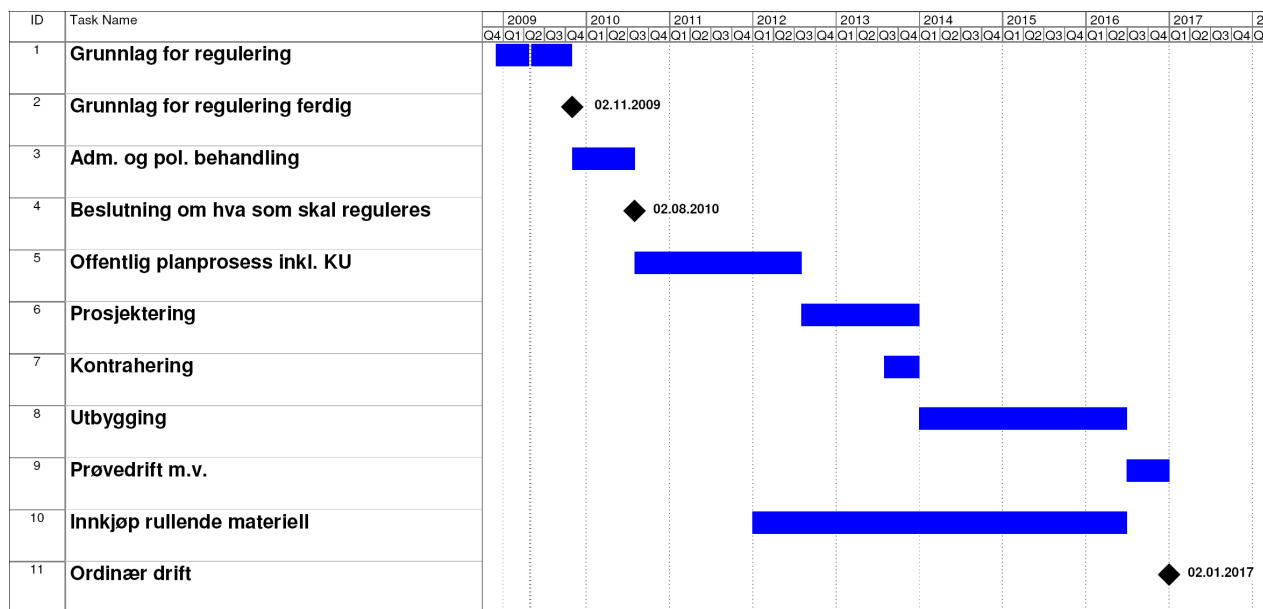 ID Task Name 2009 2010 2011 2012 2013 2014 2015 2016 2017 2
Q4 Q1 Q2 Q3 Q4 Q1 Q2 Q3 Q4 Q1 Q2 Q3 Q4 Q1 Q2 Q3 Q4 Q1 Q2 Q3 Q4 Q1 Q2 Q3 Q4 Q1 Q2 Q3 Q4 Q1 Q2 Q3 Q4 Q1 Q2 Q3 Q4 Q
1 Grunnlag for regulering
2 Grunnlag for regulering ferdig 02.11.2009
3 Adm. og pol. behandling
4 Beslutning om hva som skal reguleres 02.08.2010
5 Offentlig planprosess inkl. KU
6 Prosjektering
7 Kontrahering
8 Utbygging
9 Prøvedrift m.v.
10 Innkjøp rullende materiell
11 Ordinær drift 02.01.2017